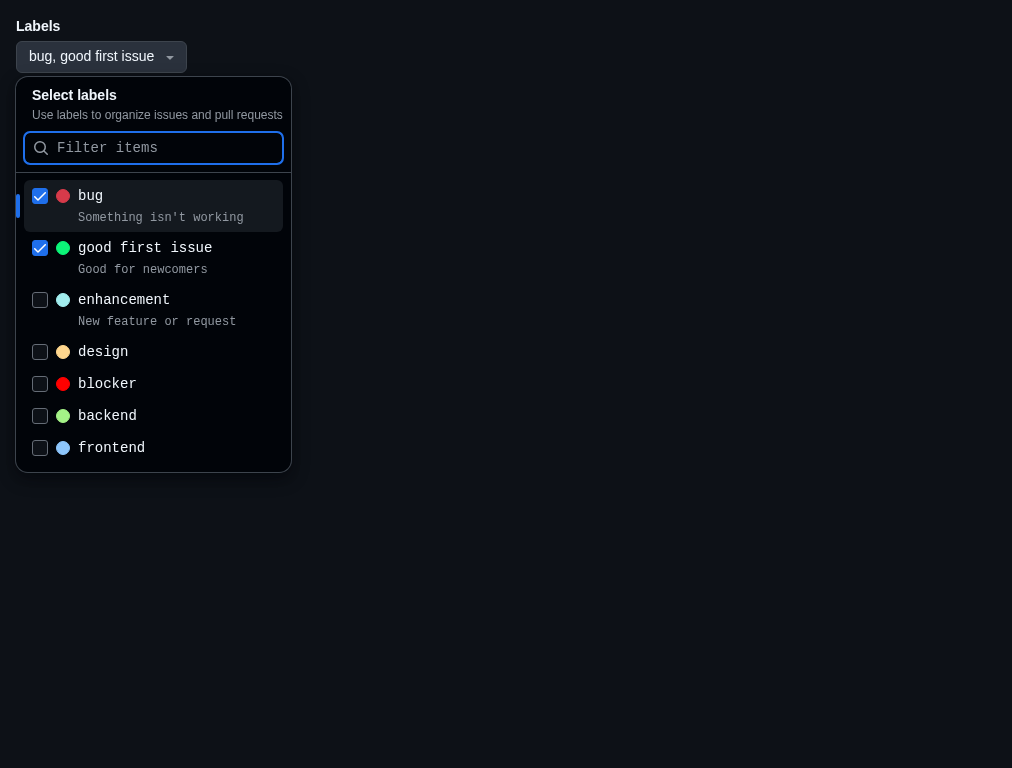 Labels
bug, good first issue
Select labels
Use labels to organize issues and pull requests
Filter items
bug
Something isn't working
good first issue
Good for newcomers
enhancement
New feature or request
design
blocker
backend
frontend